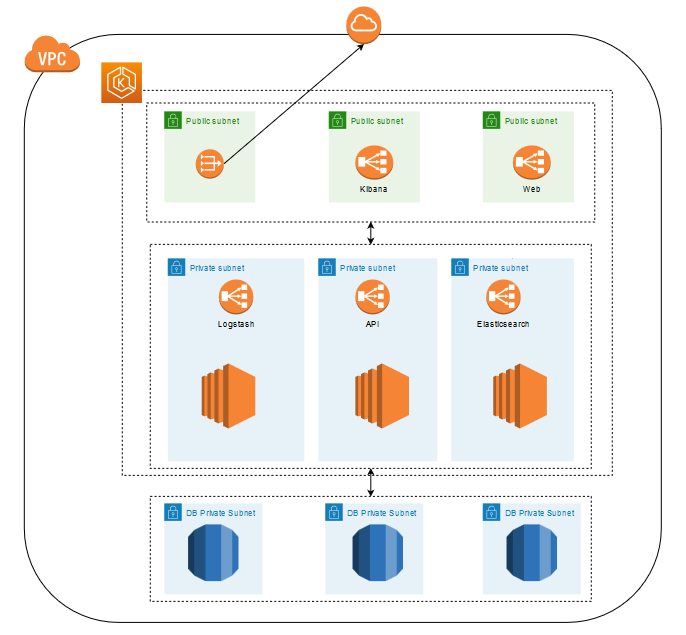 VPC
K
Public subnet
Public subnet
Public subnet
Kibana
Web
Private subnet
Private subnet
Private subnet
Logstash
API
Elasticsearch
DB Private Subnet
DB Private Subnet
DB Private Subnet